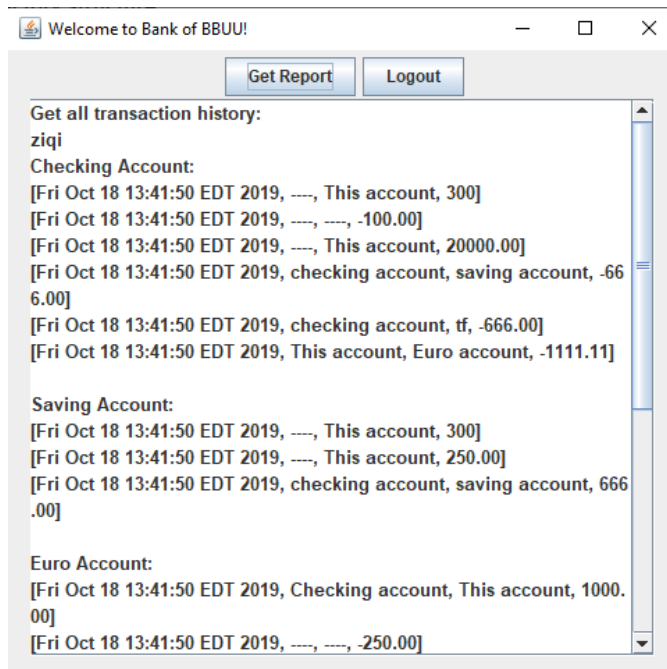 Welcome to Bank of BBUU!
Get Report Logout
Get all transaction history:
ziqi
Checking Account:
[Fri Oct 18 13:41:50 EDT 2019, ----, This account, 300]
[Fri Oct 18 13:41:50 EDT 2019, ----, ----, -100.00]
[Fri Oct 18 13:41:50 EDT 2019, ----, This account, 20000.00]
[Fri Oct 18 13:41:50 EDT 2019, checking account, saving account, -66
6.00]
[Fri Oct 18 13:41:50 EDT 2019, checking account, tf, -666.00]
[Fri Oct 18 13:41:50 EDT 2019, This account, Euro account, -1111.11]
Saving Account:
[Fri Oct 18 13:41:50 EDT 2019, ----, This account, 300]
[Fri Oct 18 13:41:50 EDT 2019, ----, This account, 250.00]
[Fri Oct 18 13:41:50 EDT 2019, checking account, saving account, 666
.00]
Euro Account:
[Fri Oct 18 13:41:50 EDT 2019, Checking account, This account, 1000.
00]
[Fri Oct 18 13:41:50 EDT 2019, ----, ----, -250.00]